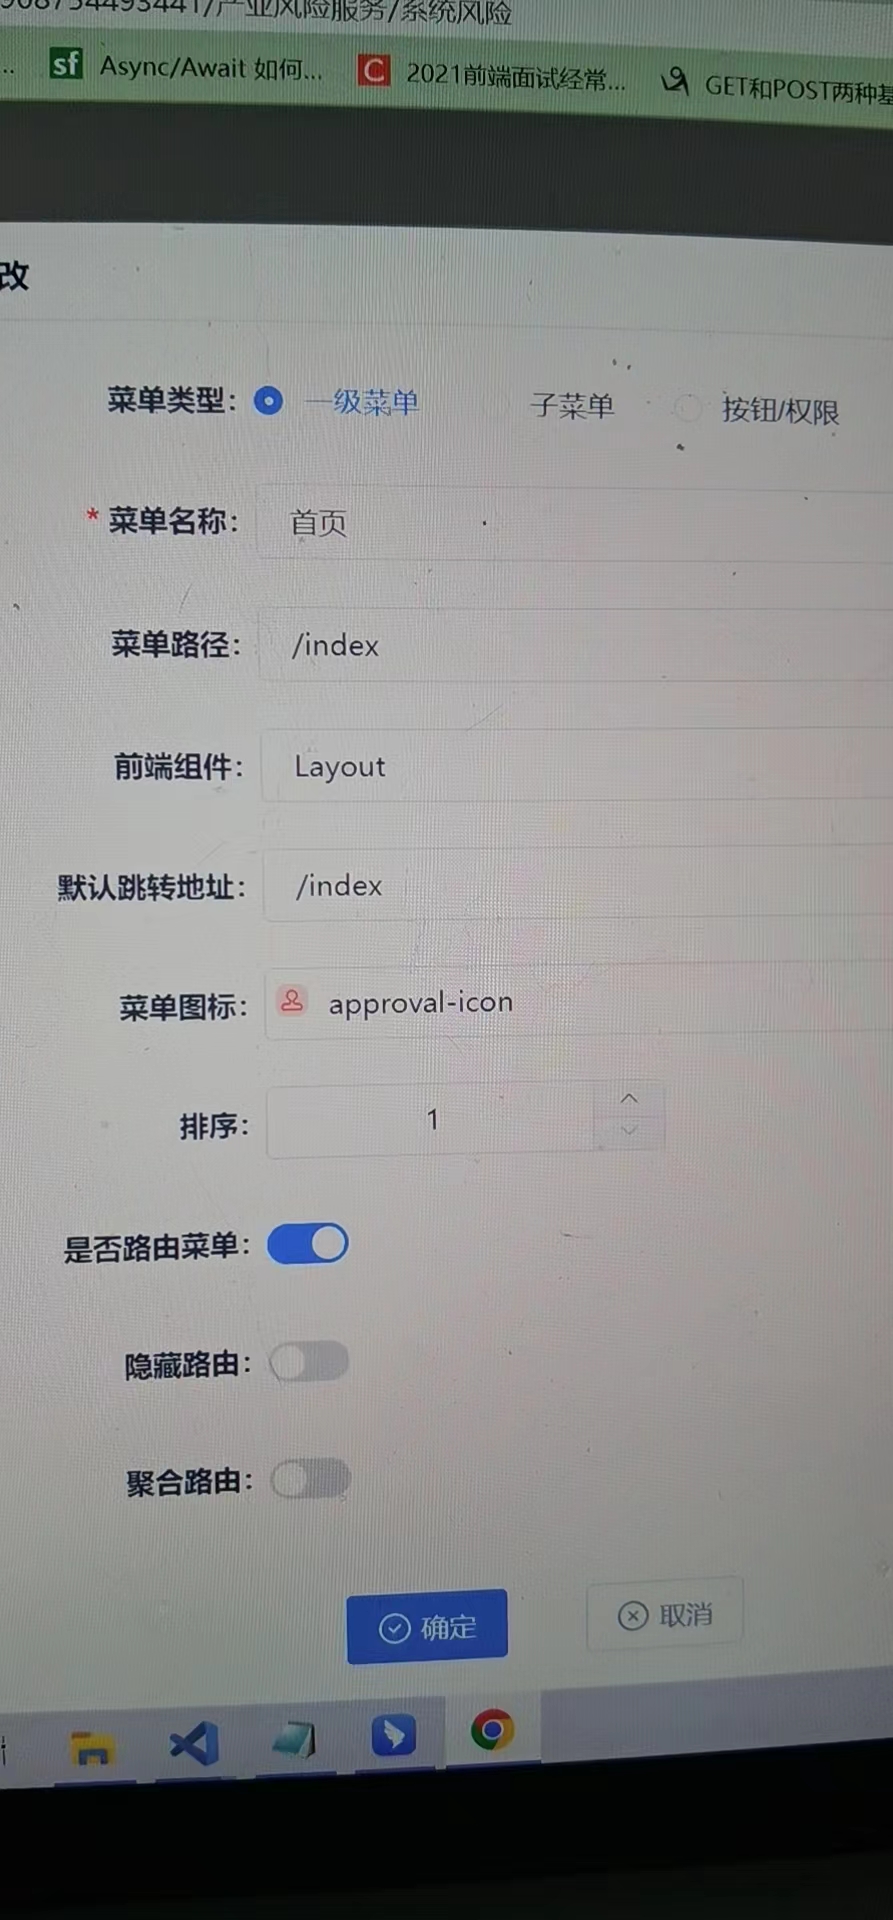 /产业风险服务/系统风险
sf Async/Await 如何... C 2021前端面试经常... GET和POST两种基
改
菜单类型: 一级菜单 子菜单 按钮/权限
* 菜单名称: 首页
菜单路径: /index
前端组件: Layout
默认跳转地址: /index
菜单图标: approval-icon
排序: 1
是否路由菜单:
隐藏路由:
聚合路由:
确定 取消